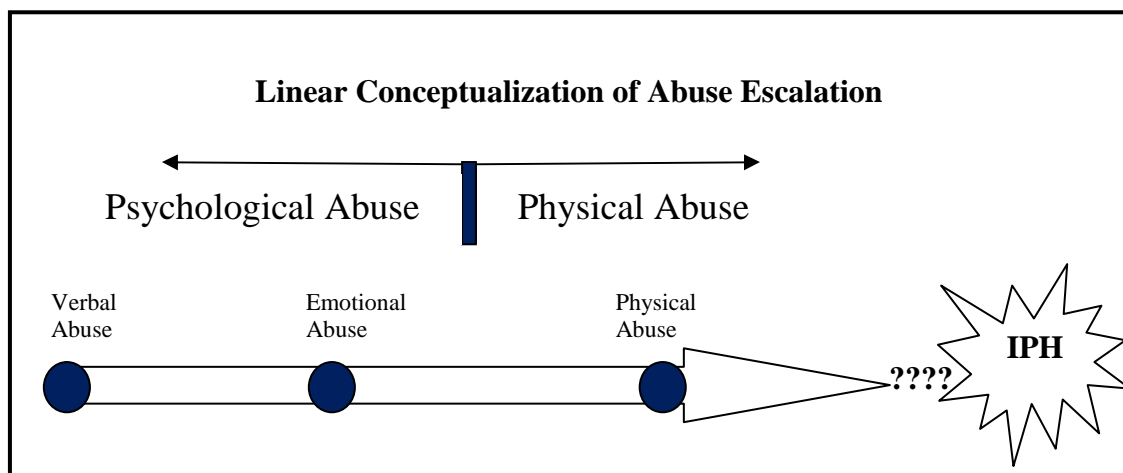 Linear Conceptualization of Abuse Escalation
Psychological Abuse
Physical Abuse
Verbal
Abuse
Emotional
Abuse
Physical
Abuse
IPH
????